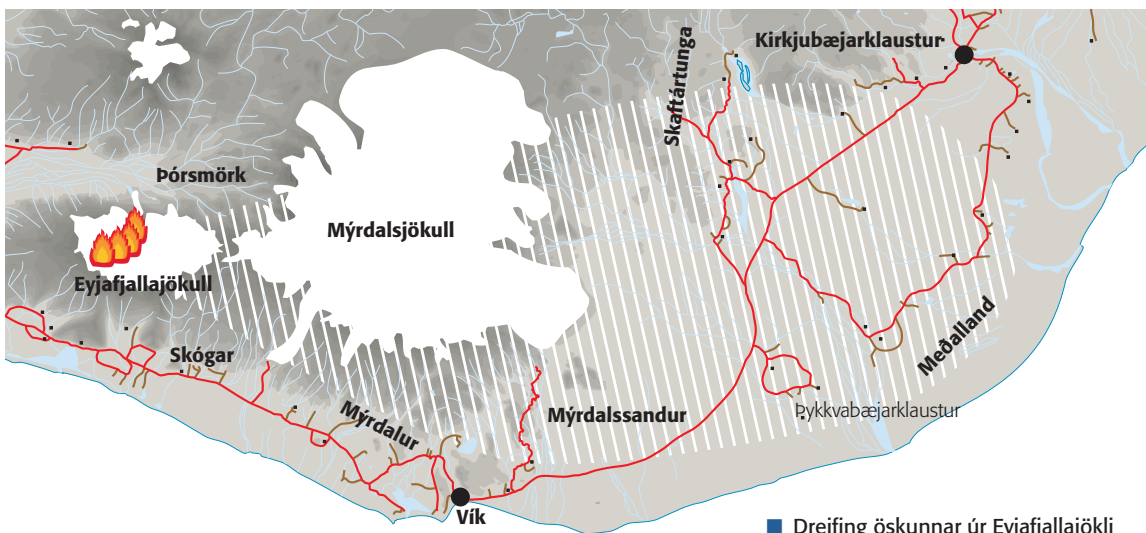 Kirkjubæjarklaustur
Skaftártunga
Þórsmörk
Mýrdalsjökull
Eyjafjallajökull
Skógar
Meðalland
Mýrdalur
Mýrdalssandur
Þykkvabæjarklaustur
Vík
Dreifing öskunnar úr Eyjafjallajökli